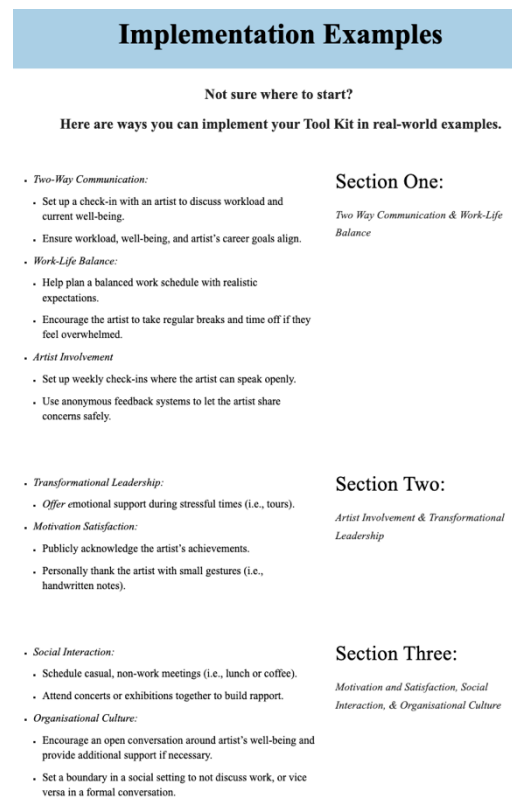 Implementation Examples
Not sure where to start?
Here are ways you can implement your Tool Kit in real-world examples.
• Two-Way Communication:
• Set up a check-in with an artist to discuss workload and
current well-being.
• Ensure workload, well-being, and artist's career goals align.
• Work-Life Balance:
• Help plan a balanced work schedule with realistic
expectations.
• Encourage the artist to take regular breaks and time off if they
feel overwhelmed.
• Artist Involvement
• Set up weekly check-ins where the artist can speak openly.
• Use anonymous feedback systems to let the artist share
concerns safely.
Section One:
Two Way Communication & Work-Life
Balance
• Transformational Leadership:
• Offer emotional support during stressful times (i.e., tours).
• Motivation Satisfaction:
• Publicly acknowledge the artist's achievements.
• Personally thank the artist with small gestures (i.e.,
handwritten notes).
Section Two:
Artist Involvement & Transformational
Leadership
• Social Interaction:
• Schedule casual, non-work meetings (i.e., lunch or coffee).
• Attend concerts or exhibitions together to build rapport.
• Organisational Culture:
• Encourage an open conversation around artist's well-being and
provide additional support if necessary.
• Set a boundary in a social setting to not discuss work, or vice
versa in a formal conversation.
Section Three:
Motivation and Satisfaction, Social
Interaction, & Organisational Culture